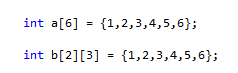 int a[6] = {1,2,3,4,5,6};
int b[2][3] = {1,2,3,4,5,6};